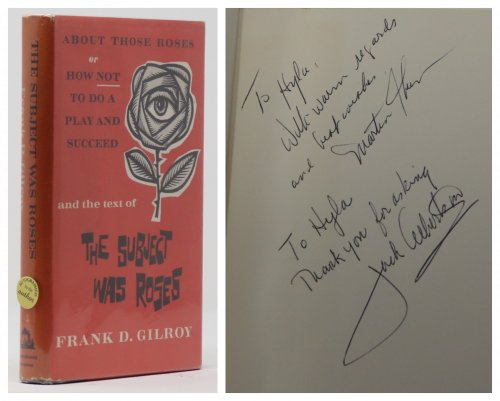 THE SUBJECT WAS ROSES
ABOUT THOSE ROSES
or
HOW NOT
TO DO A
PLAY AND
SUCCEED
and the text of
THE SUBJECT
WAS ROSES
FRANK D. GILROY
To Hyla,
With warm regards
and best wishes
Martin Sheen
To Hyla
Thank you for asking
Jack Albertson